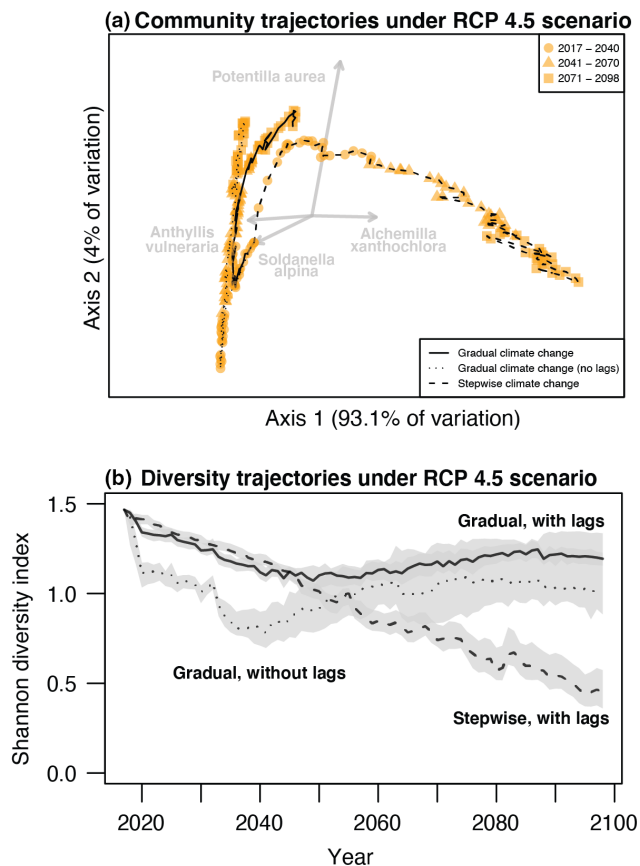 (a) Community trajectories under RCP 4.5 scenario
2017 – 2040
2041 – 2070
2071 – 2098
Potentilla aurea
Anthyllis
vulneraria
Alchemilla
xanthochlora
Soldanella
alpina
Axis 2 (4% of variation)
Gradual climate change
Gradual climate change (no lags)
Stepwise climate change
Axis 1 (93.1% of variation)
(b) Diversity trajectories under RCP 4.5 scenario
1.5
1.0
0.5
0.0
Shannon diversity index
Gradual, with lags
Gradual, without lags
Stepwise, with lags
2020 2040 2060 2080 2100
Year